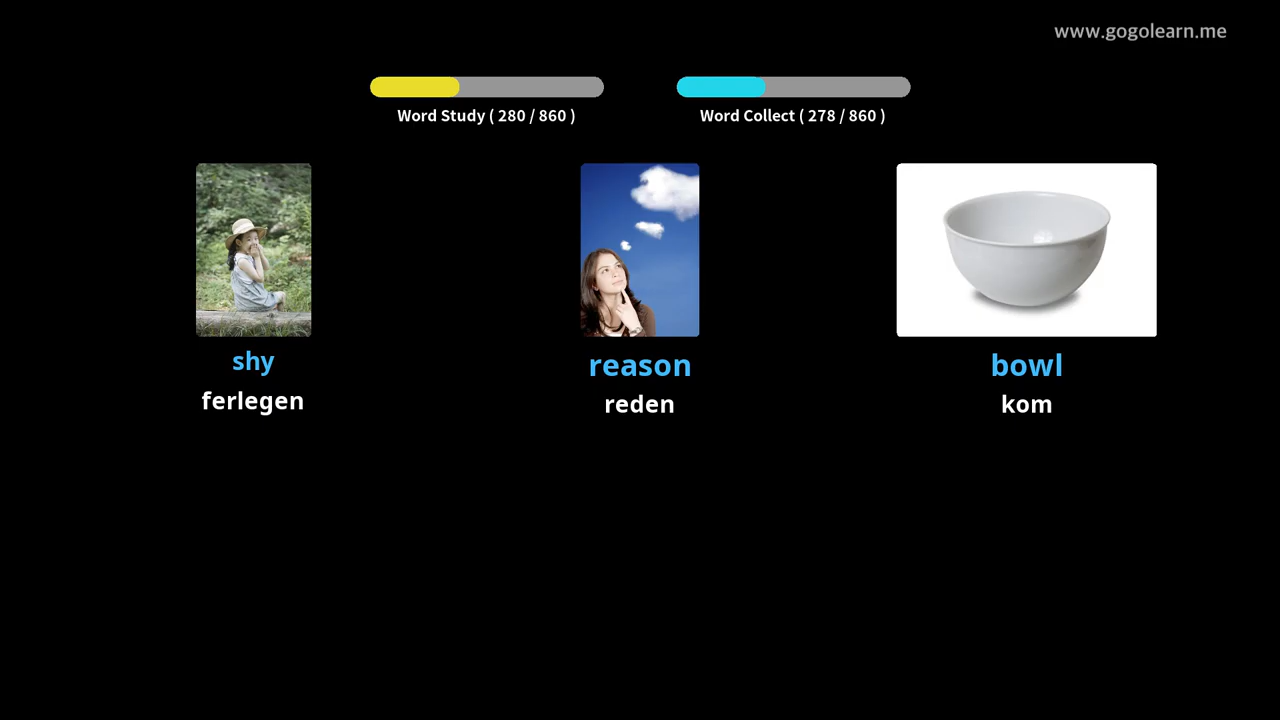 www.gogolearn.me
Word Study ( 280 / 860 )
Word Collect ( 278 / 860 )
shy
ferlegen
reason
reden
bowl
kom